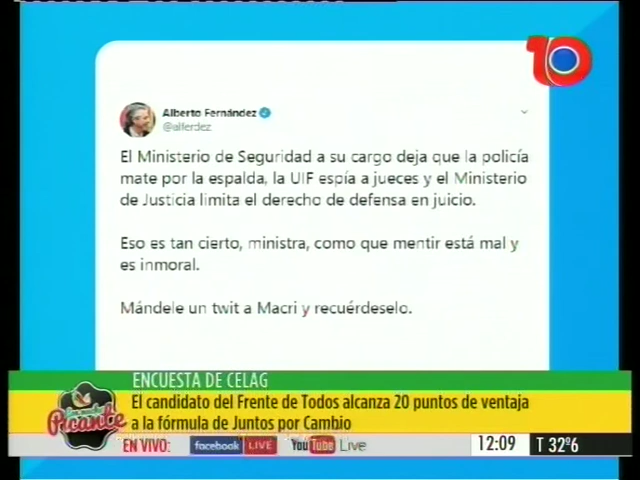 10
Alberto Fernández
@alferdez
El Ministerio de Seguridad a su cargo deja que la policía
mate por la espalda, la UIF espía a jueces y el Ministerio
de Justicia limita el derecho de defensa en juicio.
Eso es tan cierto, ministra, como que mentir está mal y
es inmoral.
Mándele un twit a Macri y recuérdeselo.
ENCUESTA DE CELAG
El candidato del Frente de Todos alcanza 20 puntos de ventaja
a la fórmula de Juntos por Cambio
Picante
EN VIVO: facebook LIVE YouTube Live 12:09 T 32º6